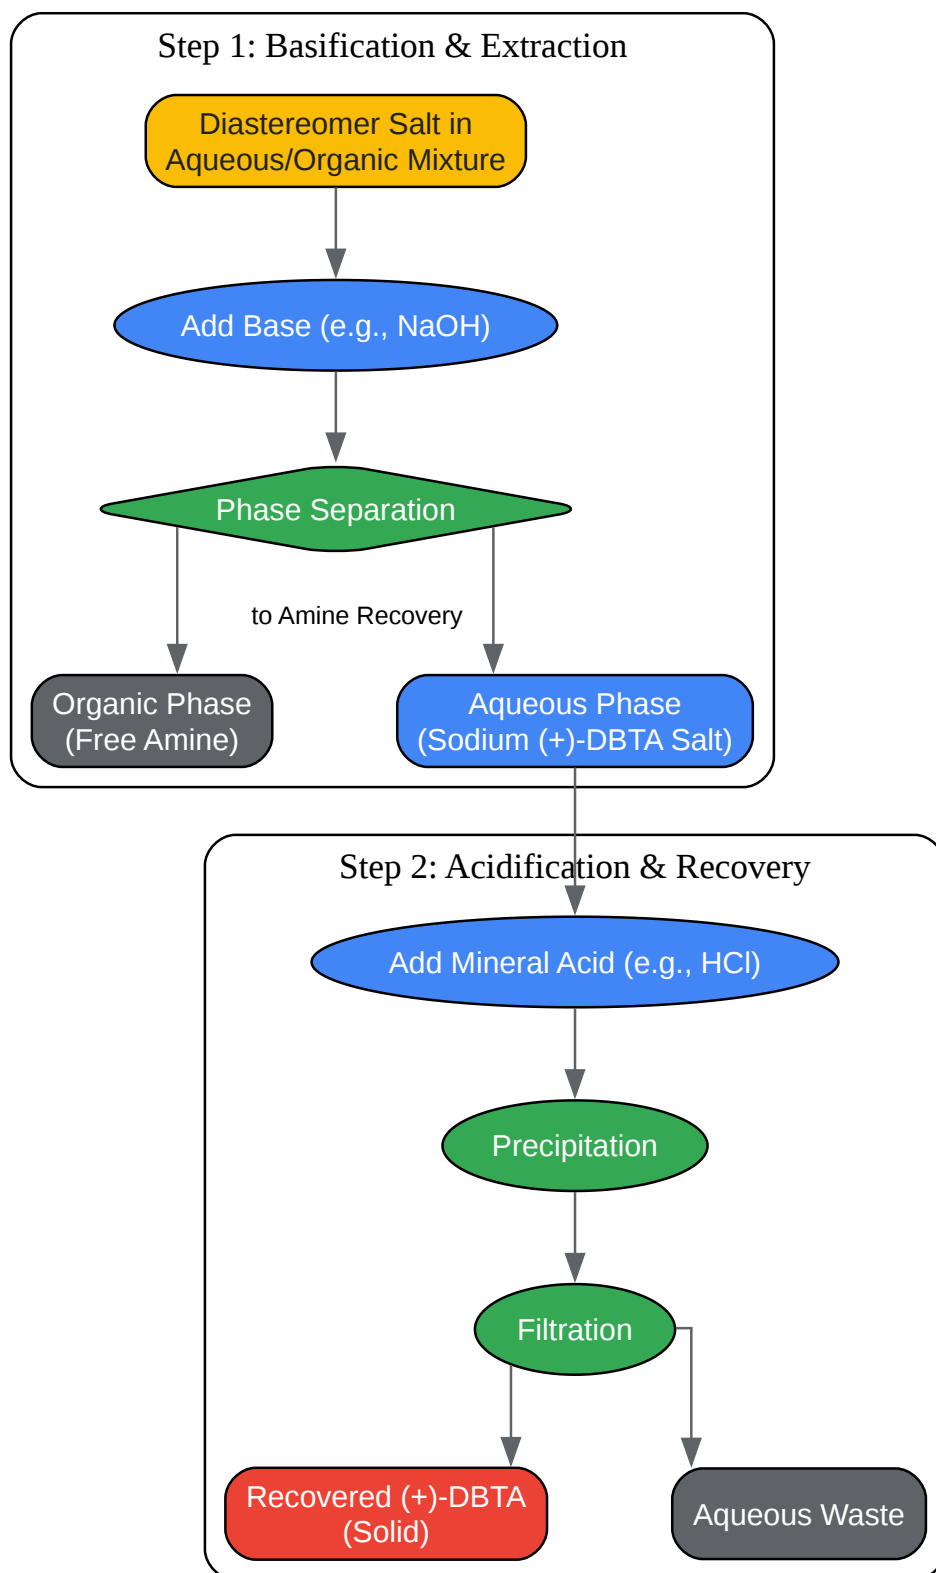 Step 1: Basification & Extraction
Diastereomer Salt in
Aqueous/Organic Mixture
Add Base (e.g., NaOH)
Phase Separation
to Amine Recovery
Organic Phase
(Free Amine)
Aqueous Phase
(Sodium (+)-DBTA Salt)
Step 2: Acidification & Recovery
Add Mineral Acid (e.g., HCl)
Precipitation
Filtration
Recovered (+)-DBTA
(Solid)
Aqueous Waste